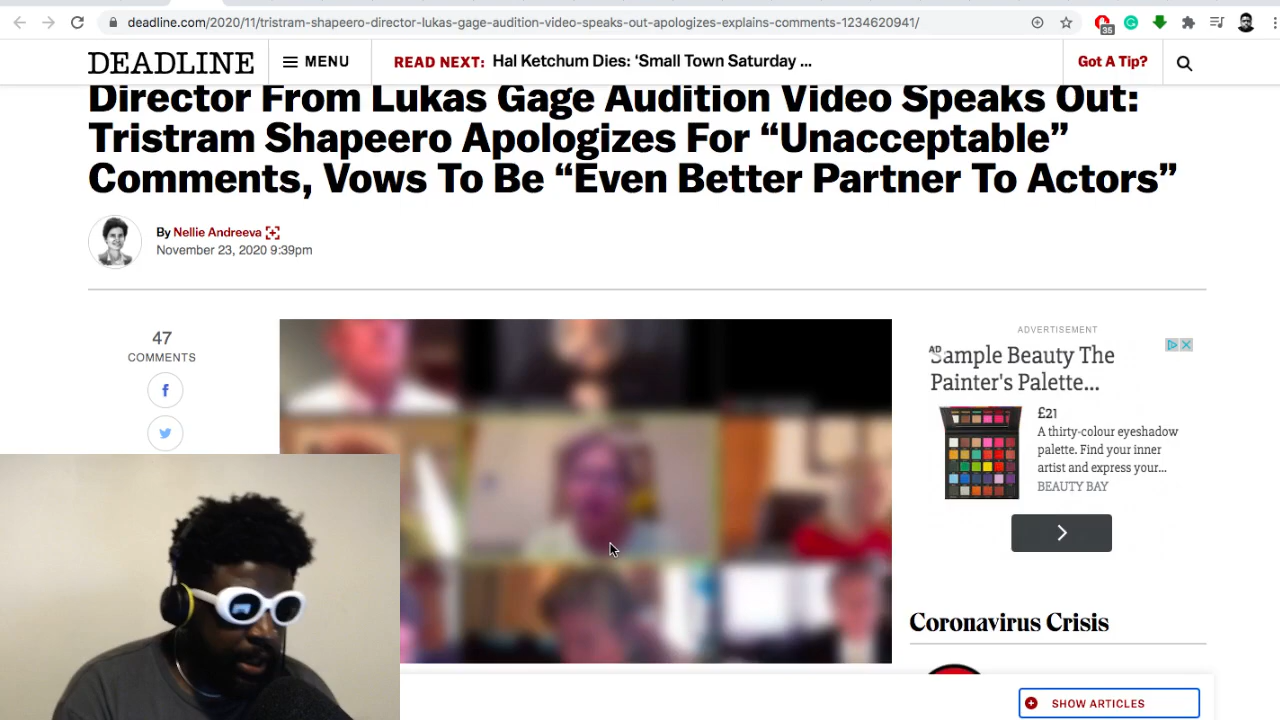 deadline.com/2020/11/tristram-shapeero-director-lukas-gage-audition-video-speaks-out-apologizes-explains-comments-1234620941/
35
DEADLINE
MENU
READ NEXT: Hal Ketchum Dies: ‘Small Town Saturday ...
Got A Tip?
Director From Lukas Gage Audition Video Speaks Out:
Tristram Shapeero Apologizes For “Unacceptable”
Comments, Vows To Be “Even Better Partner To Actors”
By Nellie Andreeva
November 23, 2020 9:39pm
47
COMMENTS
ADVERTISEMENT
AD
Sample Beauty The
Painter's Palette...
£21
A thirty-colour eyeshadow
palette. Find your inner
artist and express your...
BEAUTY BAY
Coronavirus Crisis
SHOW ARTICLES